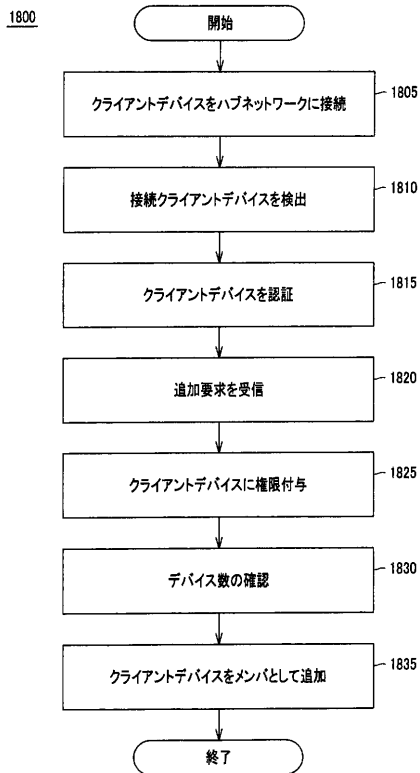 1800
開始
クライアントデバイスをハブネットワークに接続
1805
接続クライアントデバイスを検出
1810
クライアントデバイスを認証
1815
追加要求を受信
1820
クライアントデバイスに権限付与
1825
デバイス数の確認
1830
クライアントデバイスをメンバとして追加
1835
終了